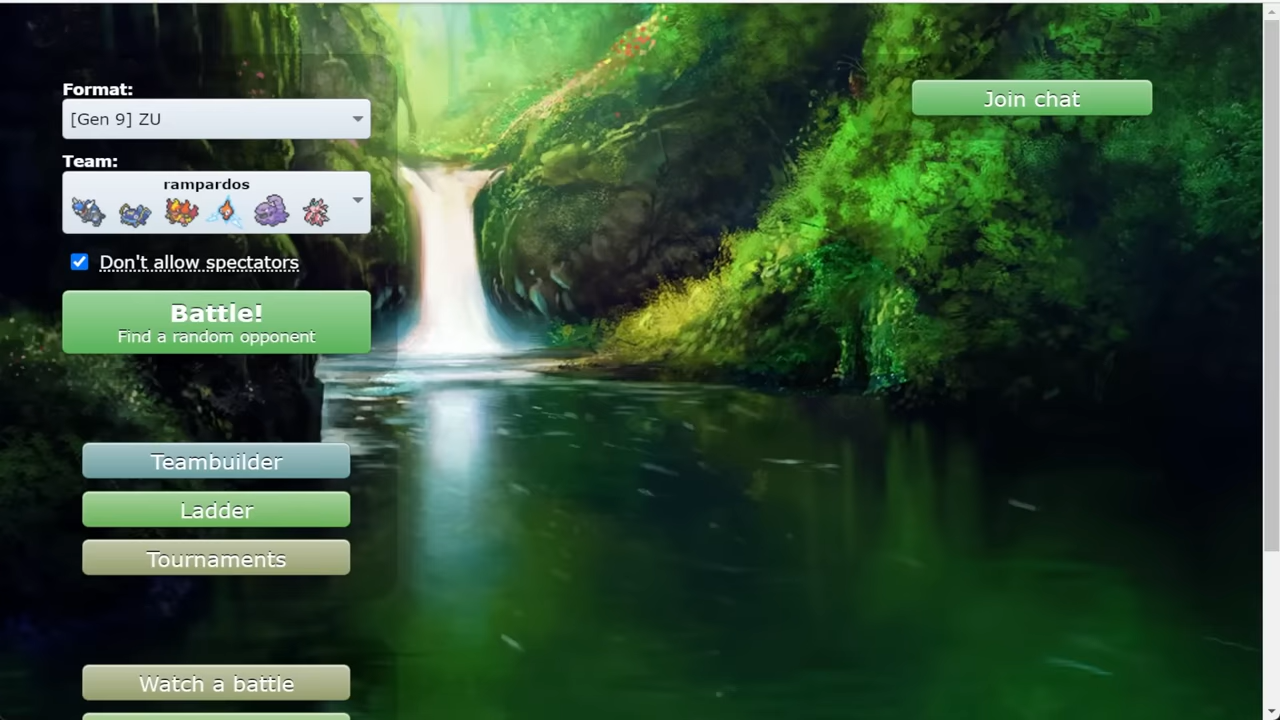 Format:
[Gen 9] ZU
Team:
rampardos
Don't allow spectators
Battle!
Find a random opponent
Teambuilder
Ladder
Tournaments
Watch a battle
Join chat